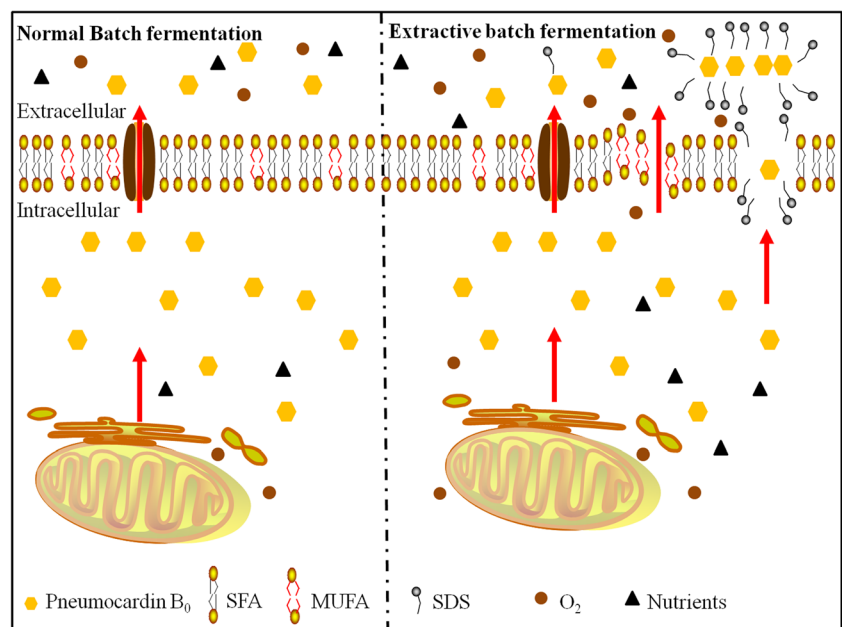 Normal Batch fermentation
Extractive batch fermentation
Extracellular
Intracellular
Pneumocardin B0
SFA
MUFA
SDS
O2
Nutrients